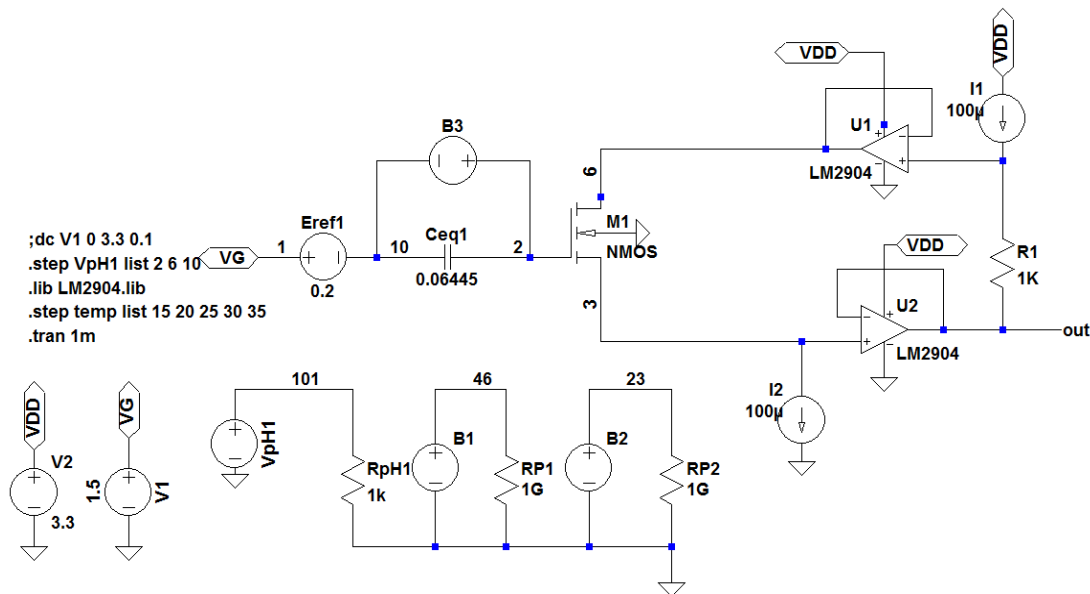 VDD
VDD
I1
100µ
U1
LM2904
B3
6
M1
NMOS
;dc V1 0 3.3 0.1
.step VpH1 list 2 6 10
.lib LM2904.lib
.step temp list 15 20 25 30 35
.tran 1m
VG
1
Eref1
0.2
10
Ceq1
0.06445
2
3
VDD
R1
1K
U2
LM2904
out
I2
100µ
VDD
V2
3.3
VG
1.5
V1
101
VpH1
RpH1
1k
46
B1
RP1
1G
23
B2
RP2
1G